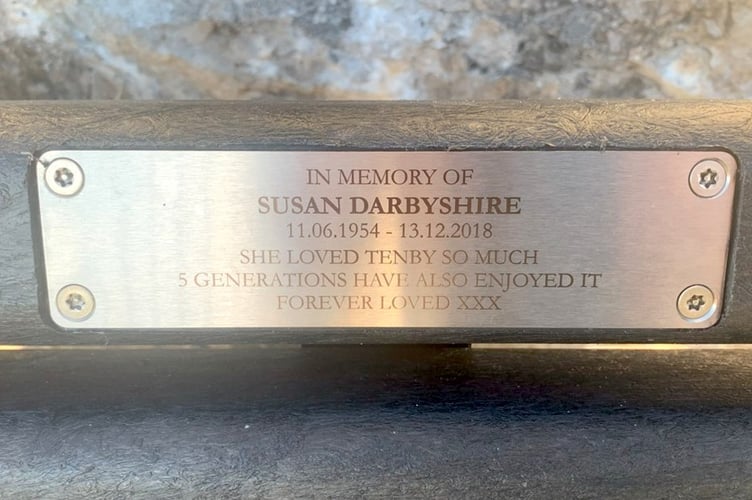 IN MEMORY OF
SUSAN DARBYSHIRE
11.06.1954 - 13.12.2018
SHE LOVED TENBY SO MUCH
5 GENERATIONS HAVE ALSO ENJOYED IT
FOREVER LOVED XXX